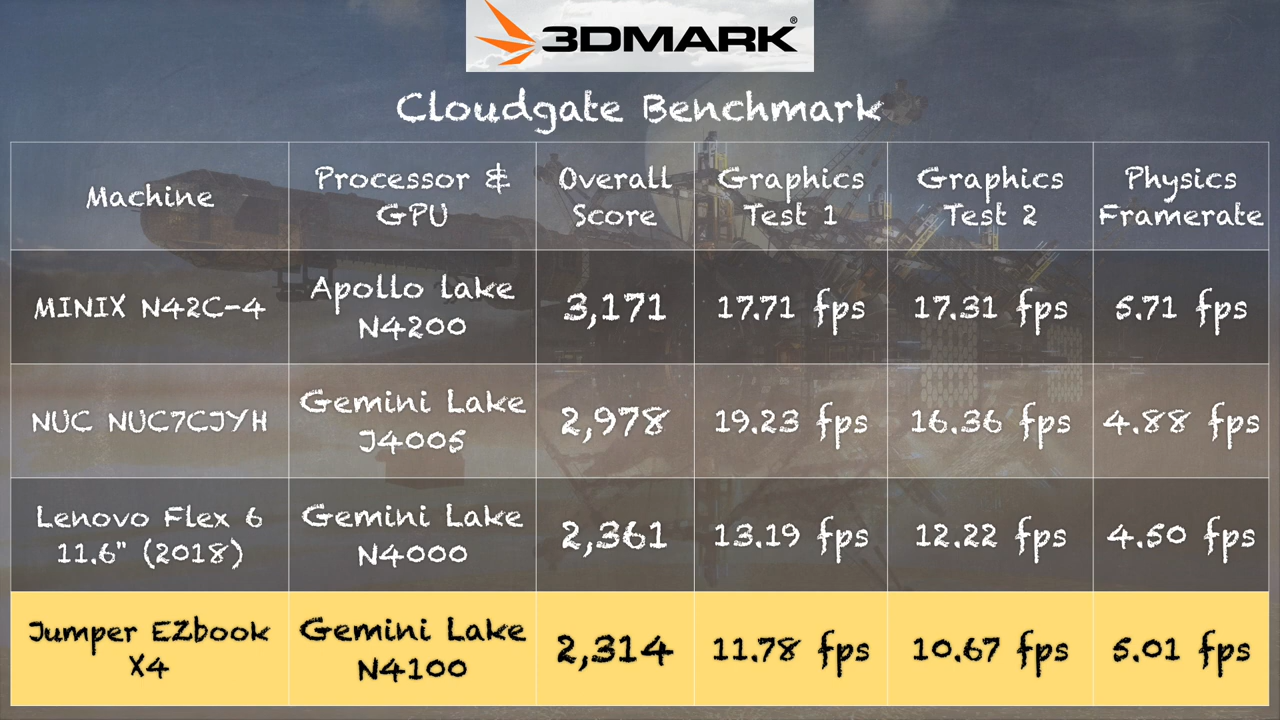 3DMARK®
Cloudgate Benchmark
Machine
Processor &
GPU
Overall
Score
Graphics
Test 1
Graphics
Test 2
Physics
Framerate
MINIX N42C-4
Apollo lake
N4200
3,171
17.71 fps
17.31 fps
5.71 fps
NUC NUC7CJYH
Gemini Lake
J4005
2,978
19.23 fps
16.36 fps
4.88 fps
Lenovo Flex 6
11.6" (2018)
Gemini Lake
N4000
2,361
13.19 fps
12.22 fps
4.50 fps
Jumper EZbook
X4
Gemini Lake
N4100
2,314
11.78 fps
10.67 fps
5.01 fps